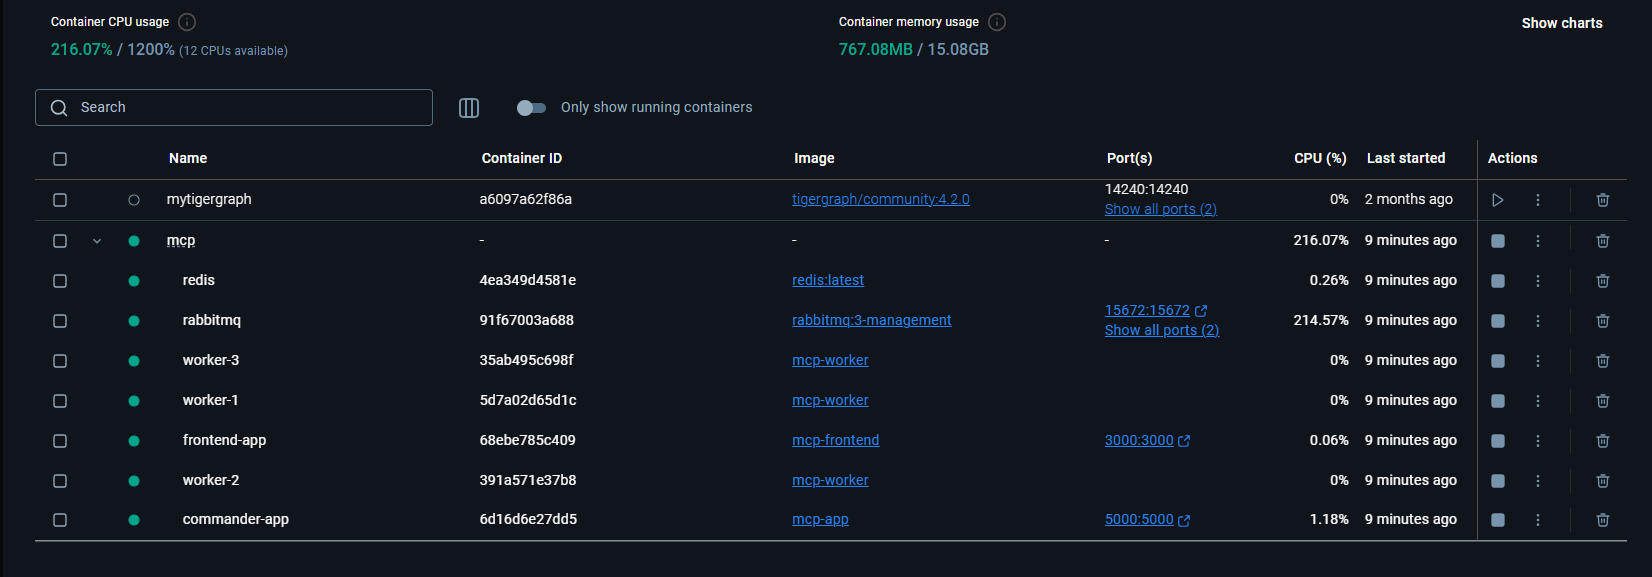 Container CPU usage
216.07% / 1200% (12 CPUs available)
Container memory usage
767.08MB / 15.08GB
Show charts
Search
Only show running containers
Name Container ID Image Port(s) CPU (%) Last started Actions
mytigergraph a6097a62f86a tigergraph/community:4.2.0 14240:14240 0% 2 months ago
Show all ports (2)
mcp - - - 216.07% 9 minutes ago
redis 4ea349d4581e redis:latest 0.26% 9 minutes ago
rabbitmq 91f67003a688 rabbitmq:3-management 15672:15672 214.57% 9 minutes ago
Show all ports (2)
worker-3 35ab495c698f mcp-worker 0% 9 minutes ago
worker-1 5d7a02d65d1c mcp-worker 0% 9 minutes ago
frontend-app 68ebe785c409 mcp-frontend 3000:3000 0.06% 9 minutes ago
worker-2 391a571e37b8 mcp-worker 0% 9 minutes ago
commander-app 6d16d6e27dd5 mcp-app 5000:5000 1.18% 9 minutes ago